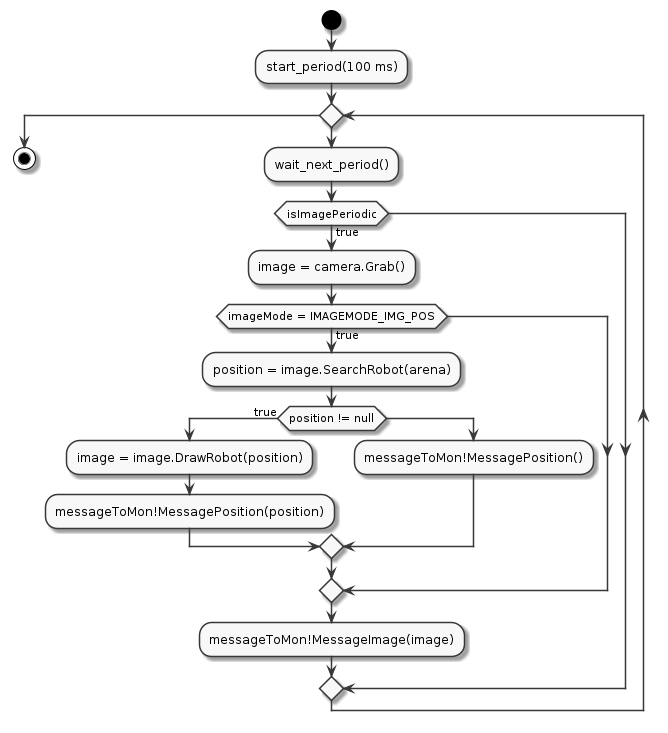 start_period(100 ms)
wait_next_period()
isImagePeriodic
true
image = camera.Grab()
imageMode = IMAGEMODE_IMG_POS
true
position = image.SearchRobot(arena)
true
position != null
image = image.DrawRobot(position)
messageToMon!MessagePosition()
messageToMon!MessagePosition(position)
messageToMon!MessageImage(image)